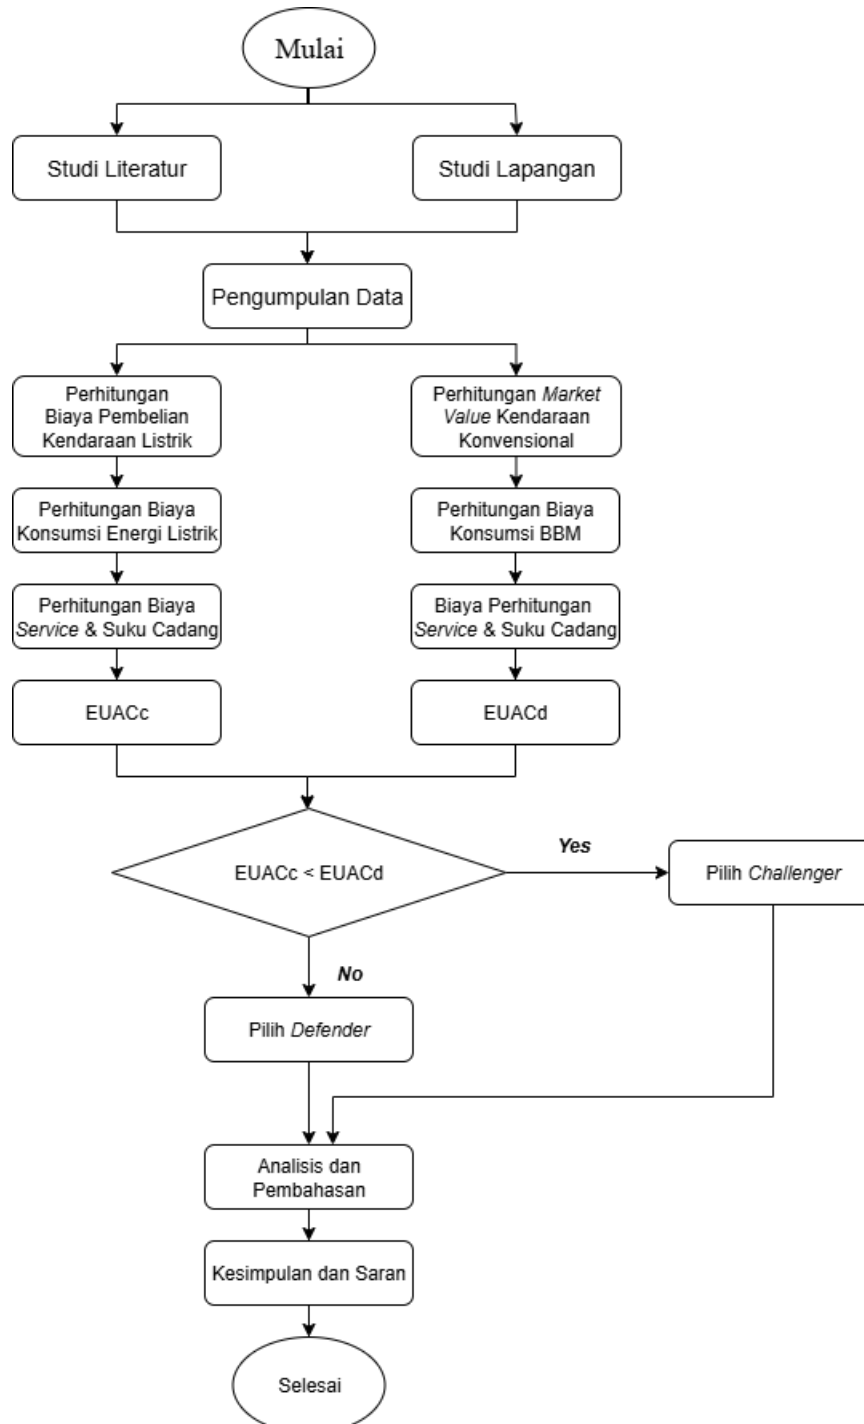 Mulai
Studi Literatur
Studi Lapangan
Pengumpulan Data
Perhitungan
Biaya Pembelian
Kendaraan Listrik
Perhitungan Market
Value Kendaraan
Konvensional
Perhitungan Biaya
Konsumsi Energi Listrik
Perhitungan Biaya
Konsumsi BBM
Perhitungan Biaya
Service & Suku Cadang
Biaya Perhitungan
Service & Suku Cadang
EUACc
EUACd
EUACc < EUACd
Yes
Pilih Challenger
No
Pilih Defender
Analisis dan
Pembahasan
Kesimpulan dan Saran
Selesai